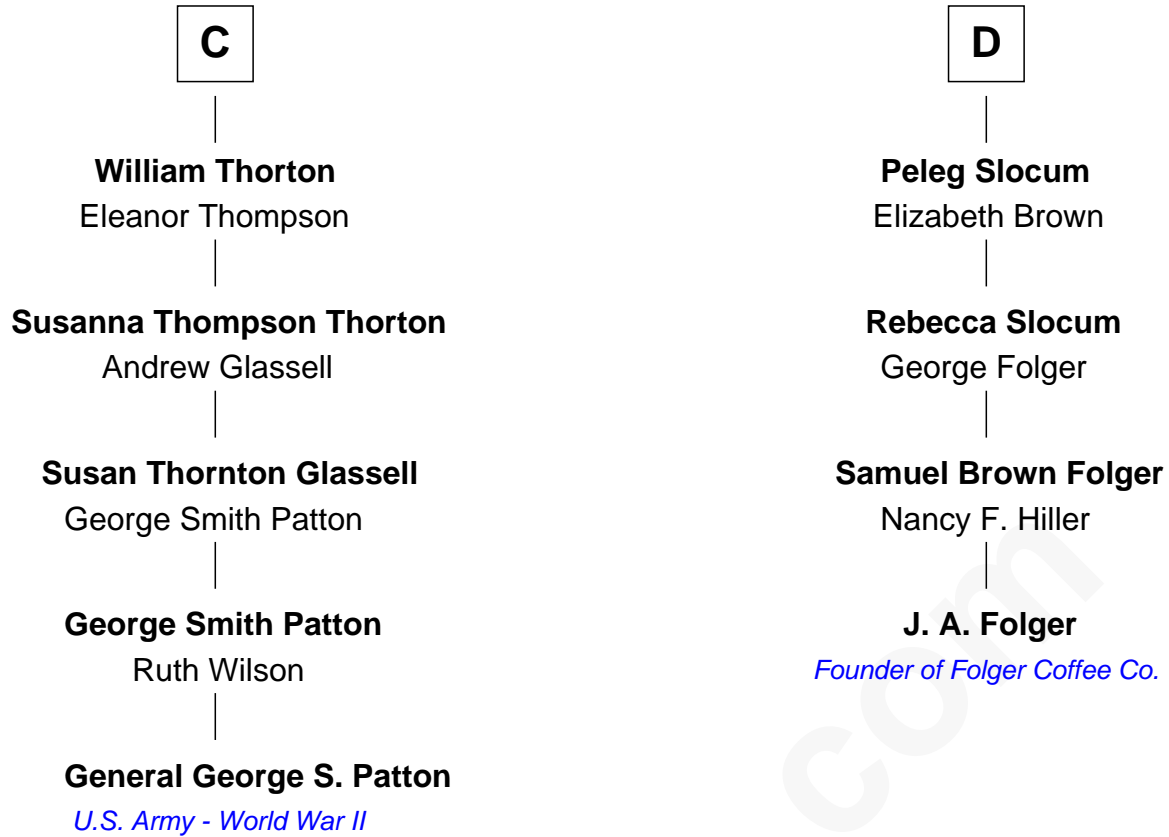 C
William Thorton
Eleanor Thompson
Susanna Thompson Thorton
Andrew Glassell
Susan Thornton Glassell
George Smith Patton
George Smith Patton
Ruth Wilson
General George S. Patton
U.S. Army - World War II
D
Peleg Slocum
Elizabeth Brown
Rebecca Slocum
George Folger
Samuel Brown Folger
Nancy F. Hiller
J. A. Folger
Founder of Folger Coffee Co.
com